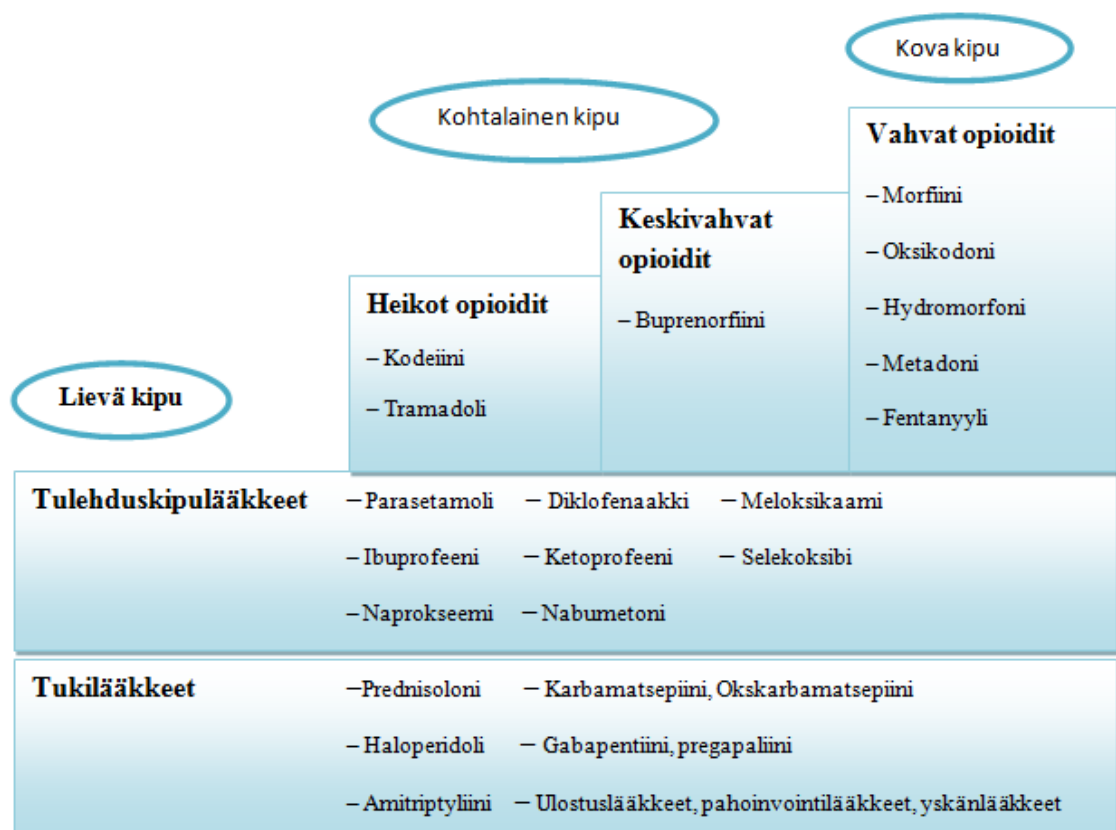 Kova kipu
Kohtalainen kipu
Vahvat opioidit
– Morfiini
– Oksikodoni
– Hydromorfoni
– Metadoni
– Fentanyyli
Keskivahvat
opioidit
– Buprenorfiini
Heikot opioidit
– Kodeiini
– Tramadoli
Lievä kipu
Tulehduskipulääkkeet – Parasetamoli – Diklofenaakki – Meloksikaami
– Ibuprofeeni – Ketoprofeeni – Selekoksibi
– Naprokseemi – Nabumetoni
Tukilääkkeet –Prednisoloni – Karbamatsepiini, Okskarbamatsepiini
– Haloperidoli – Gabapentiini, pregapaliini
– Amitriptyliini – Ulostuslääkkeet, pahoinvointilääkkeet, yskänlääkkeet